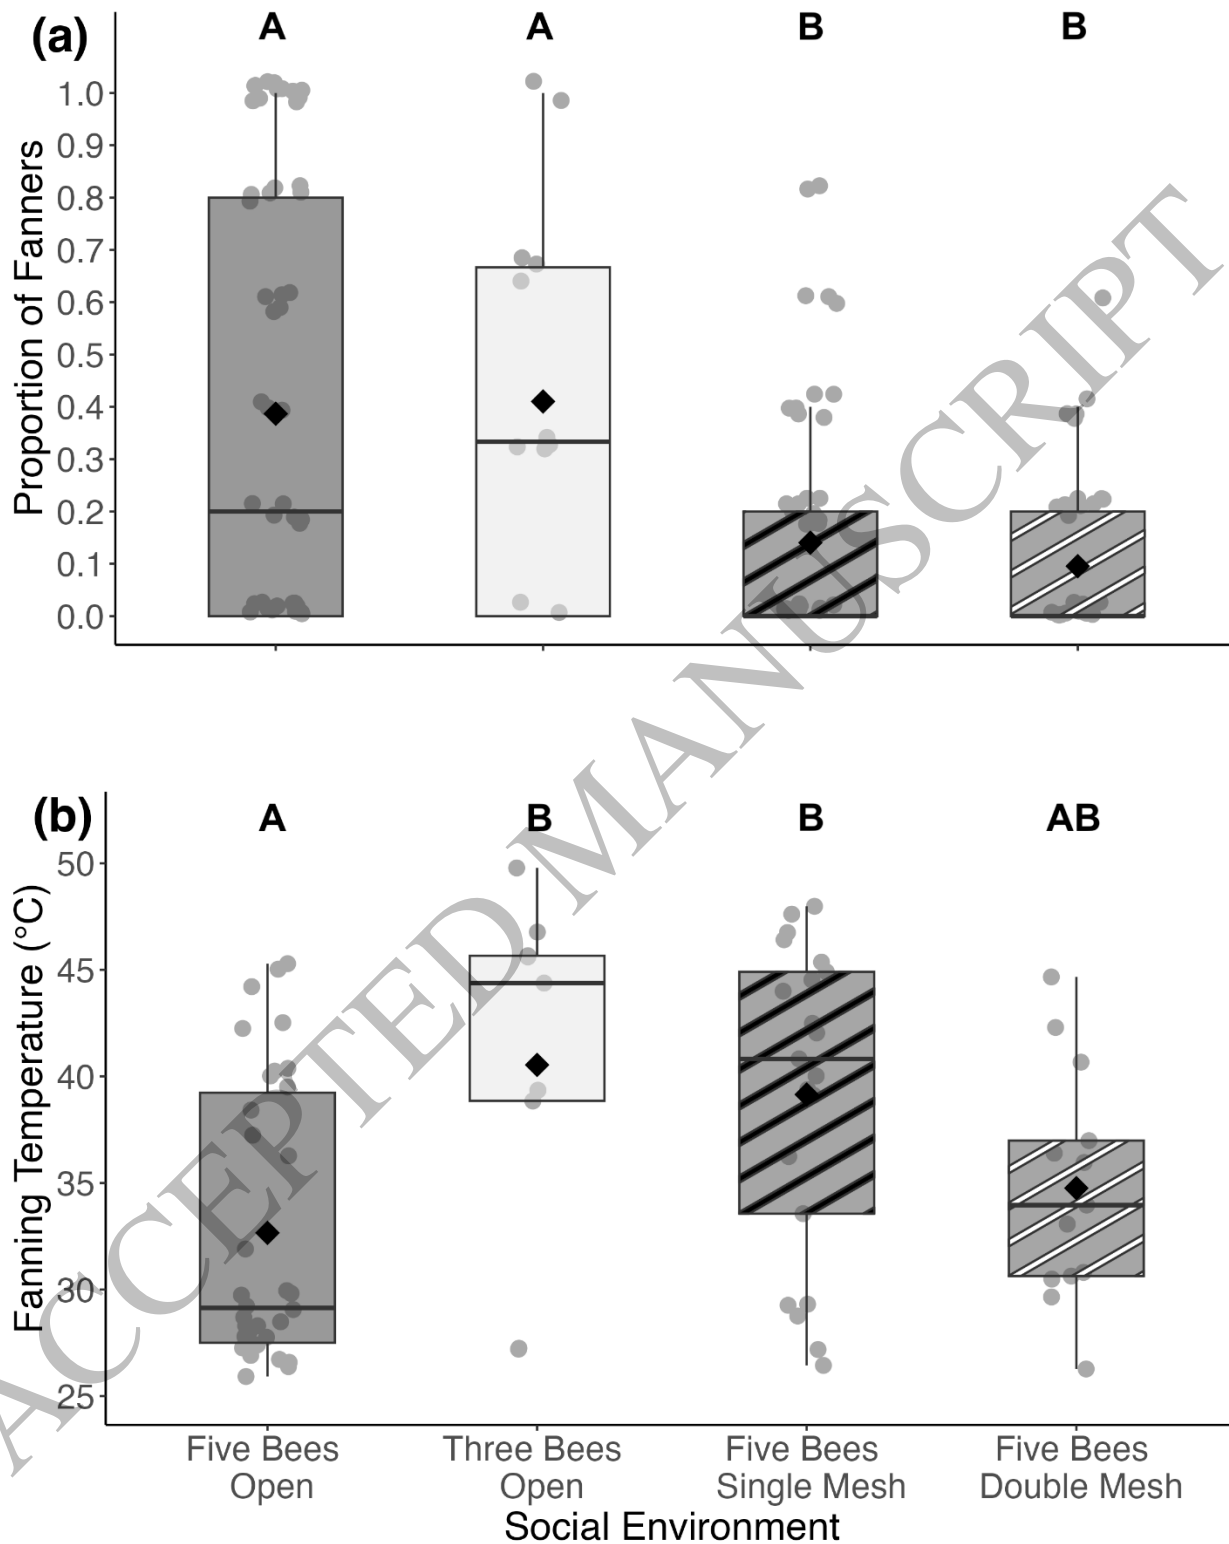 (a)
A A B B
Proportion of Fanners
1.0
0.9
0.8
0.7
0.6
0.5
0.4
0.3
0.2
0.1
0.0
(b)
A B B AB
Fanning Temperature (°C)
50
45
40
35
30
25
Five Bees Three Bees Five Bees Five Bees
Open Open Single Mesh Double Mesh
Social Environment
ACCEPTED MANUSCRIPT